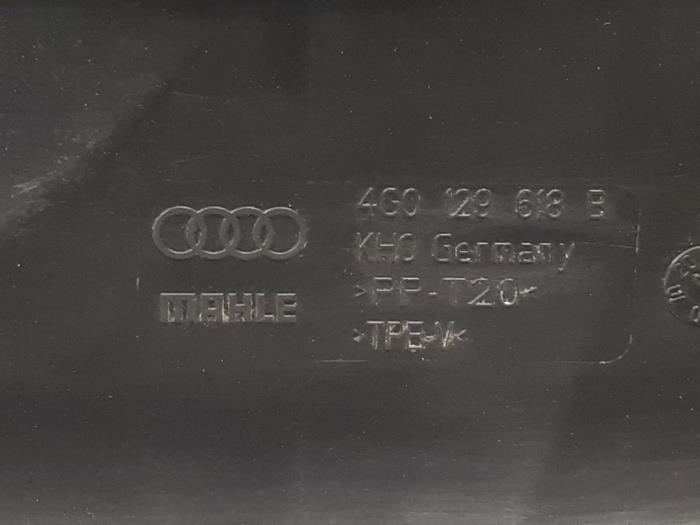 4G0 129 618 B
KHO Germany
>PP-T20<
MAHLE
>TPE-V<